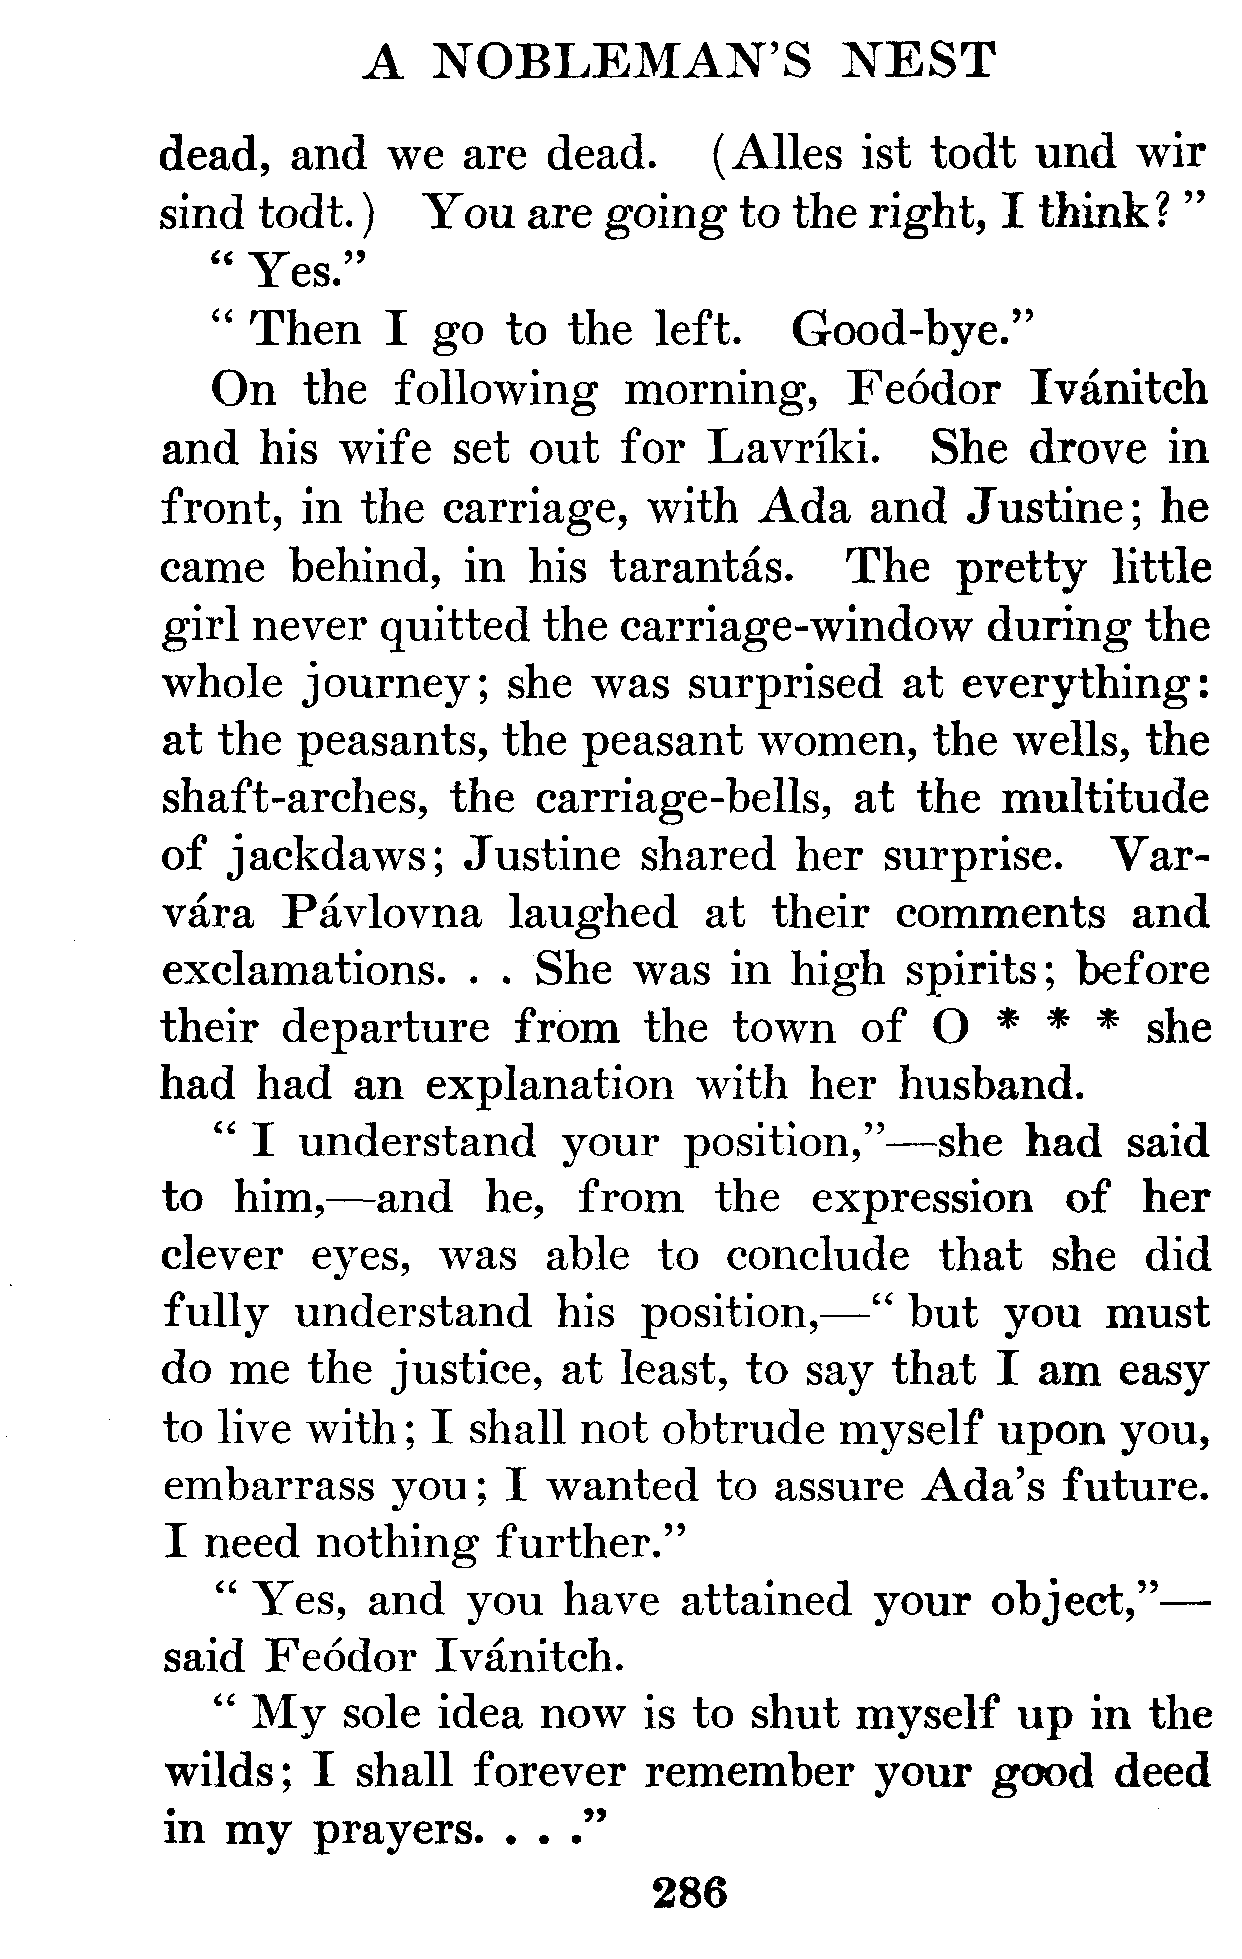 A NOBLEMAN'S NEST
dead, and we are dead. (Alles ist todt und wir
sind todt.) You are going to the right, I think?"
"Yes."
"Then I go to the left. Good-bye."
On the following morning, Feódor Ivánitch
and his wife set out for Lavríki. She drove in
front, in the carriage, with Ada and Justine; he
came behind, in his tarantás. The pretty little
girl never quitted the carriage-window during the
whole journey; she was surprised at everything:
at the peasants, the peasant women, the wells, the
shaft-arches, the carriage-bells, at the multitude
of jackdaws; Justine shared her surprise. Var-
vára Pávlovna laughed at their comments and
exclamations. . . She was in high spirits; before
their departure from the town of O * * * she
had had an explanation with her husband.
"I understand your position,"—she had said
to him,—and he, from the expression of her
clever eyes, was able to conclude that she did
fully understand his position,—"but you must
do me the justice, at least, to say that I am easy
to live with; I shall not obtrude myself upon you,
embarrass you; I wanted to assure Ada's future.
I need nothing further."
"Yes, and you have attained your object,"—
said Feódor Ivánitch.
"My sole idea now is to shut myself up in the
wilds; I shall forever remember your good deed
in my prayers. . . ."
286